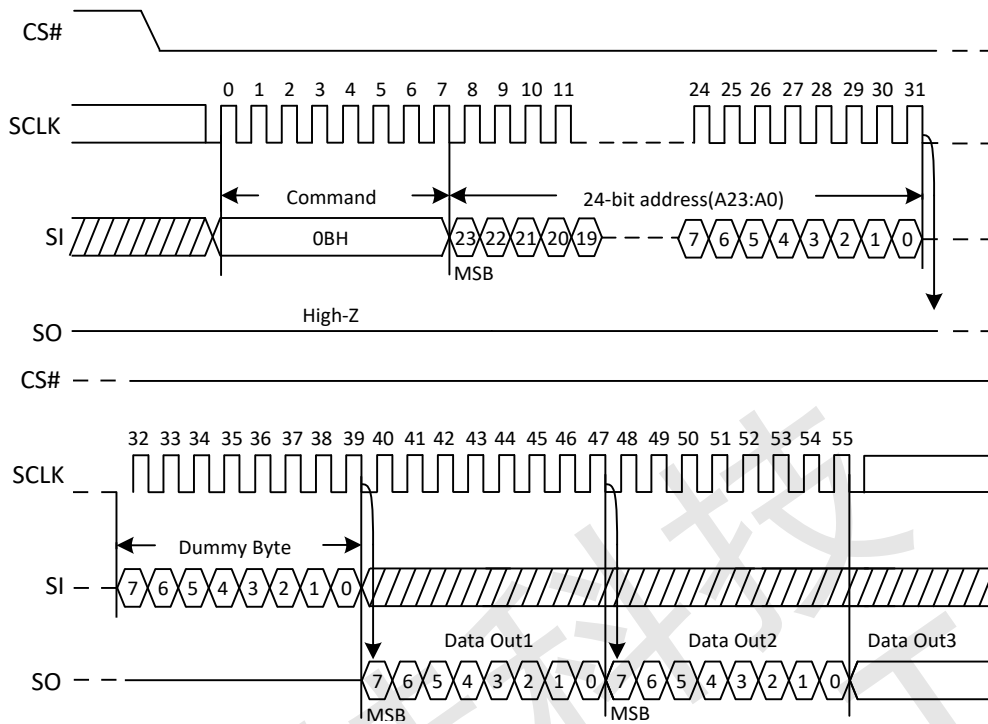 CS#
0 1 2 3 4 5 6 7 8 9 10 11 24 25 26 27 28 29 30 31
SCLK
Command 24-bit address(A23:A0)
SI 0BH 23 22 21 20 19 7 6 5 4 3 2 1 0
MSB
High-Z
SO
CS#
32 33 34 35 36 37 38 39 40 41 42 43 44 45 46 47 48 49 50 51 52 53 54 55
SCLK
Dummy Byte
SI 7 6 5 4 3 2 1 0
Data Out1 Data Out2 Data Out3
SO 7 6 5 4 3 2 1 0 7 6 5 4 3 2 1 0
MSB MSB
科技